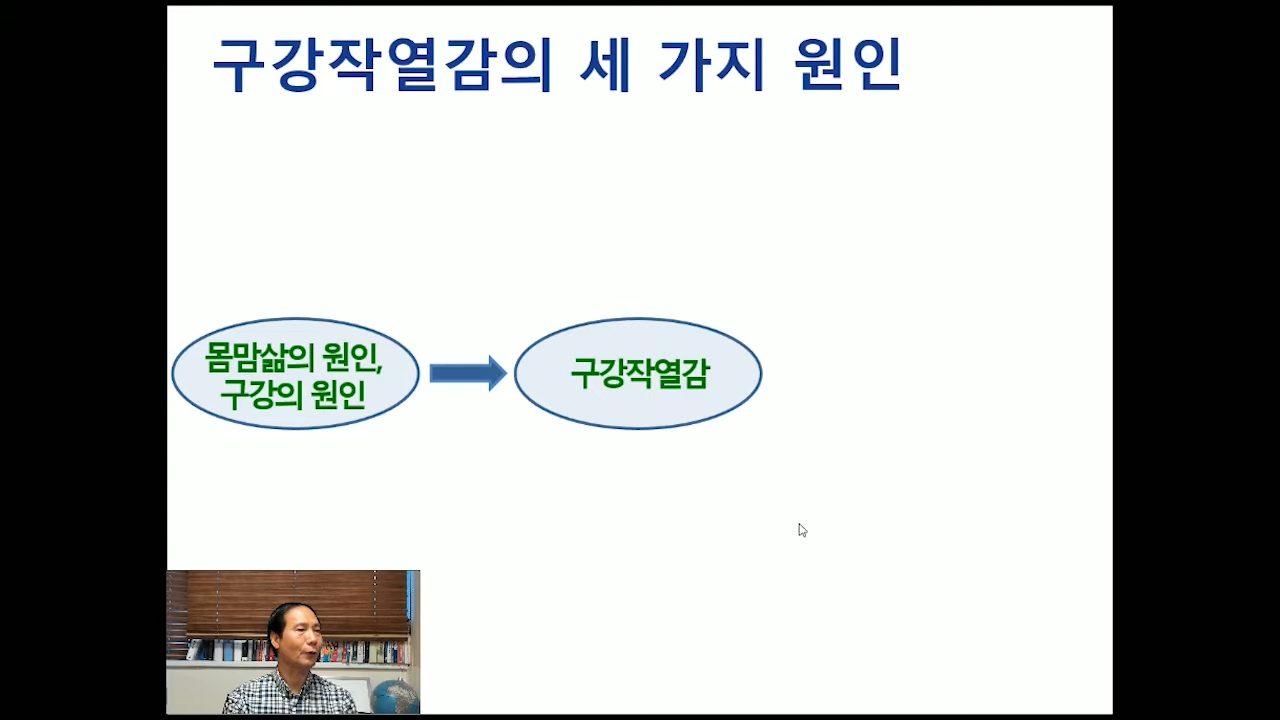 구강작열감의 세 가지 원인
몸맘삶의 원인,
구강의 원인
구강작열감